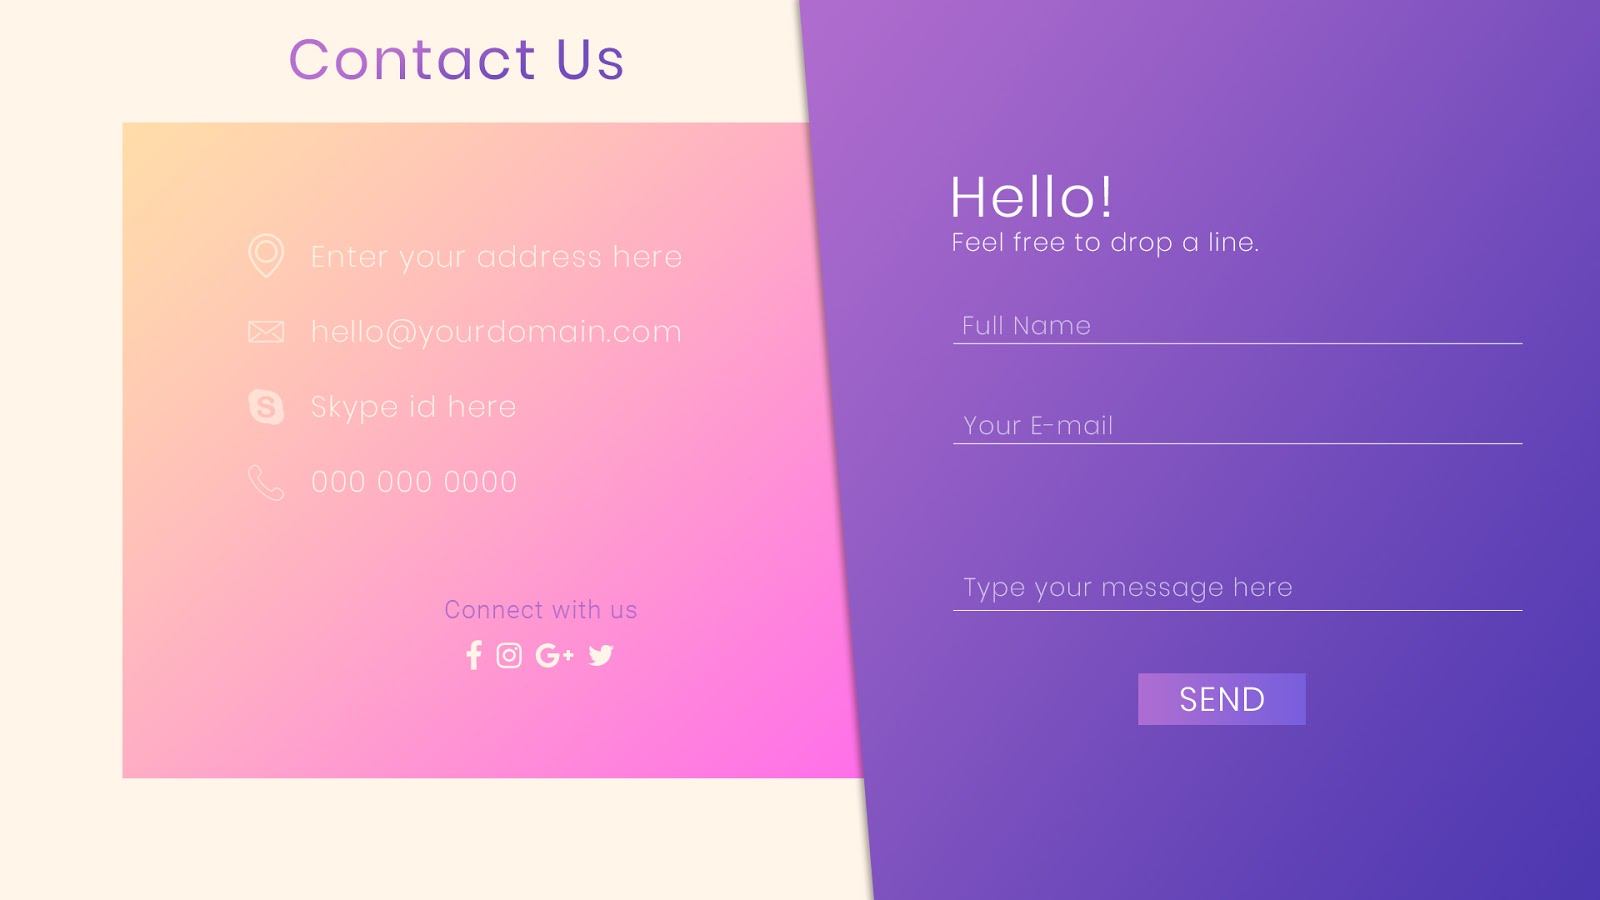 Contact Us
Enter your address here
hello@yourdomain.com
Skype id here
000 000 0000
Connect with us
Hello!
Feel free to drop a line.
Full Name
Your E-mail
Type your message here
SEND